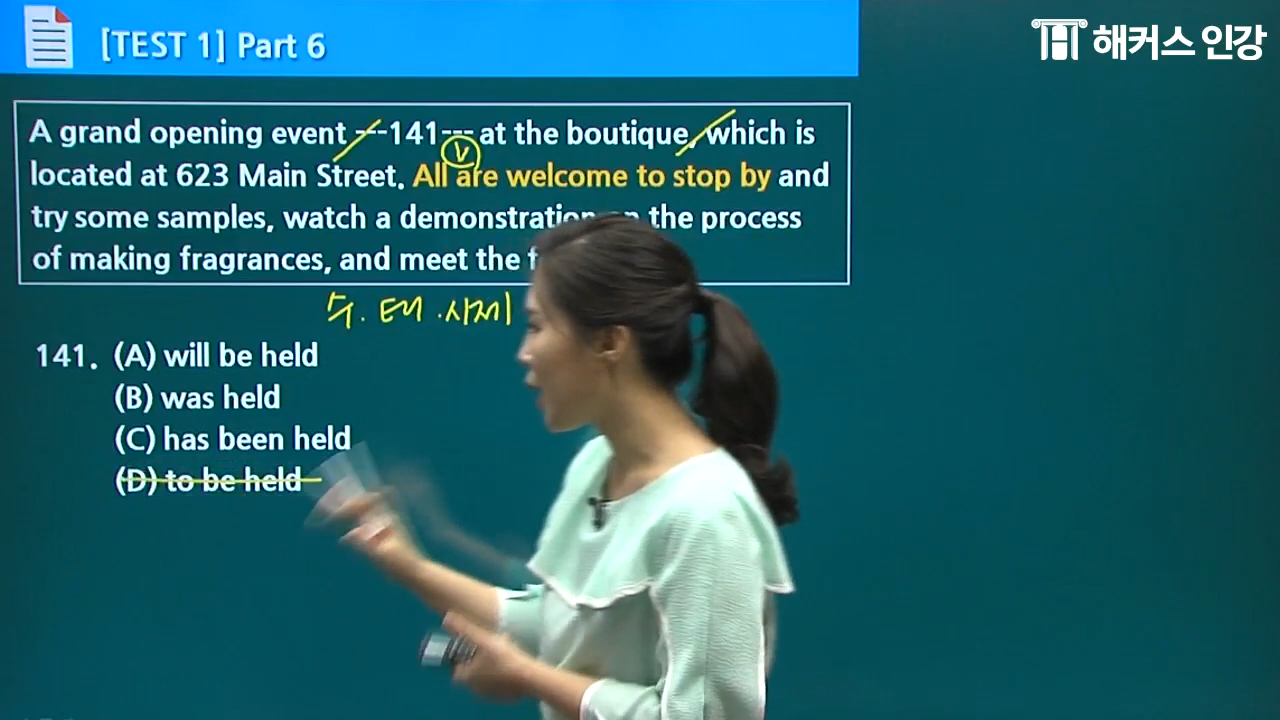 [TEST 1] Part 6
해커스 인강
A grand opening event ---141--- at the boutique, which is
V
located at 623 Main Street. All are welcome to stop by and
try some samples, watch a demonstration the process
of making fragrances, and meet the
수. 태. 시제
141. (A) will be held
(B) was held
(C) has been held
(D) to be held